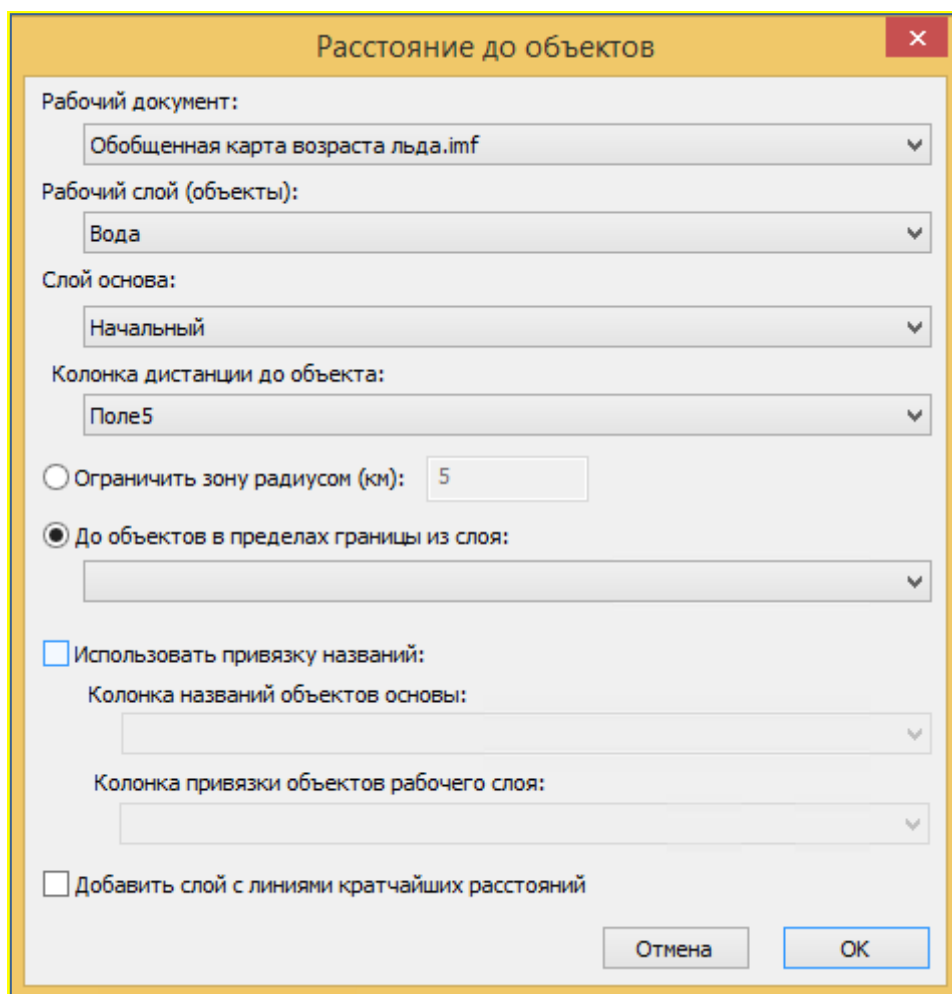 Расстояние до объектов
Рабочий документ:
Обобщенная карта возраста льда.imf
Рабочий слой (объекты):
Вода
Слой основа:
Начальный
Колонка дистанции до объекта:
Поле5
Ограничить зону радиусом (км): 5
До объектов в пределах границы из слоя:
Использовать привязку названий:
Колонка названий объектов основы:
Колонка привязки объектов рабочего слоя:
Добавить слой с линиями кратчайших расстояний
Отмена OK